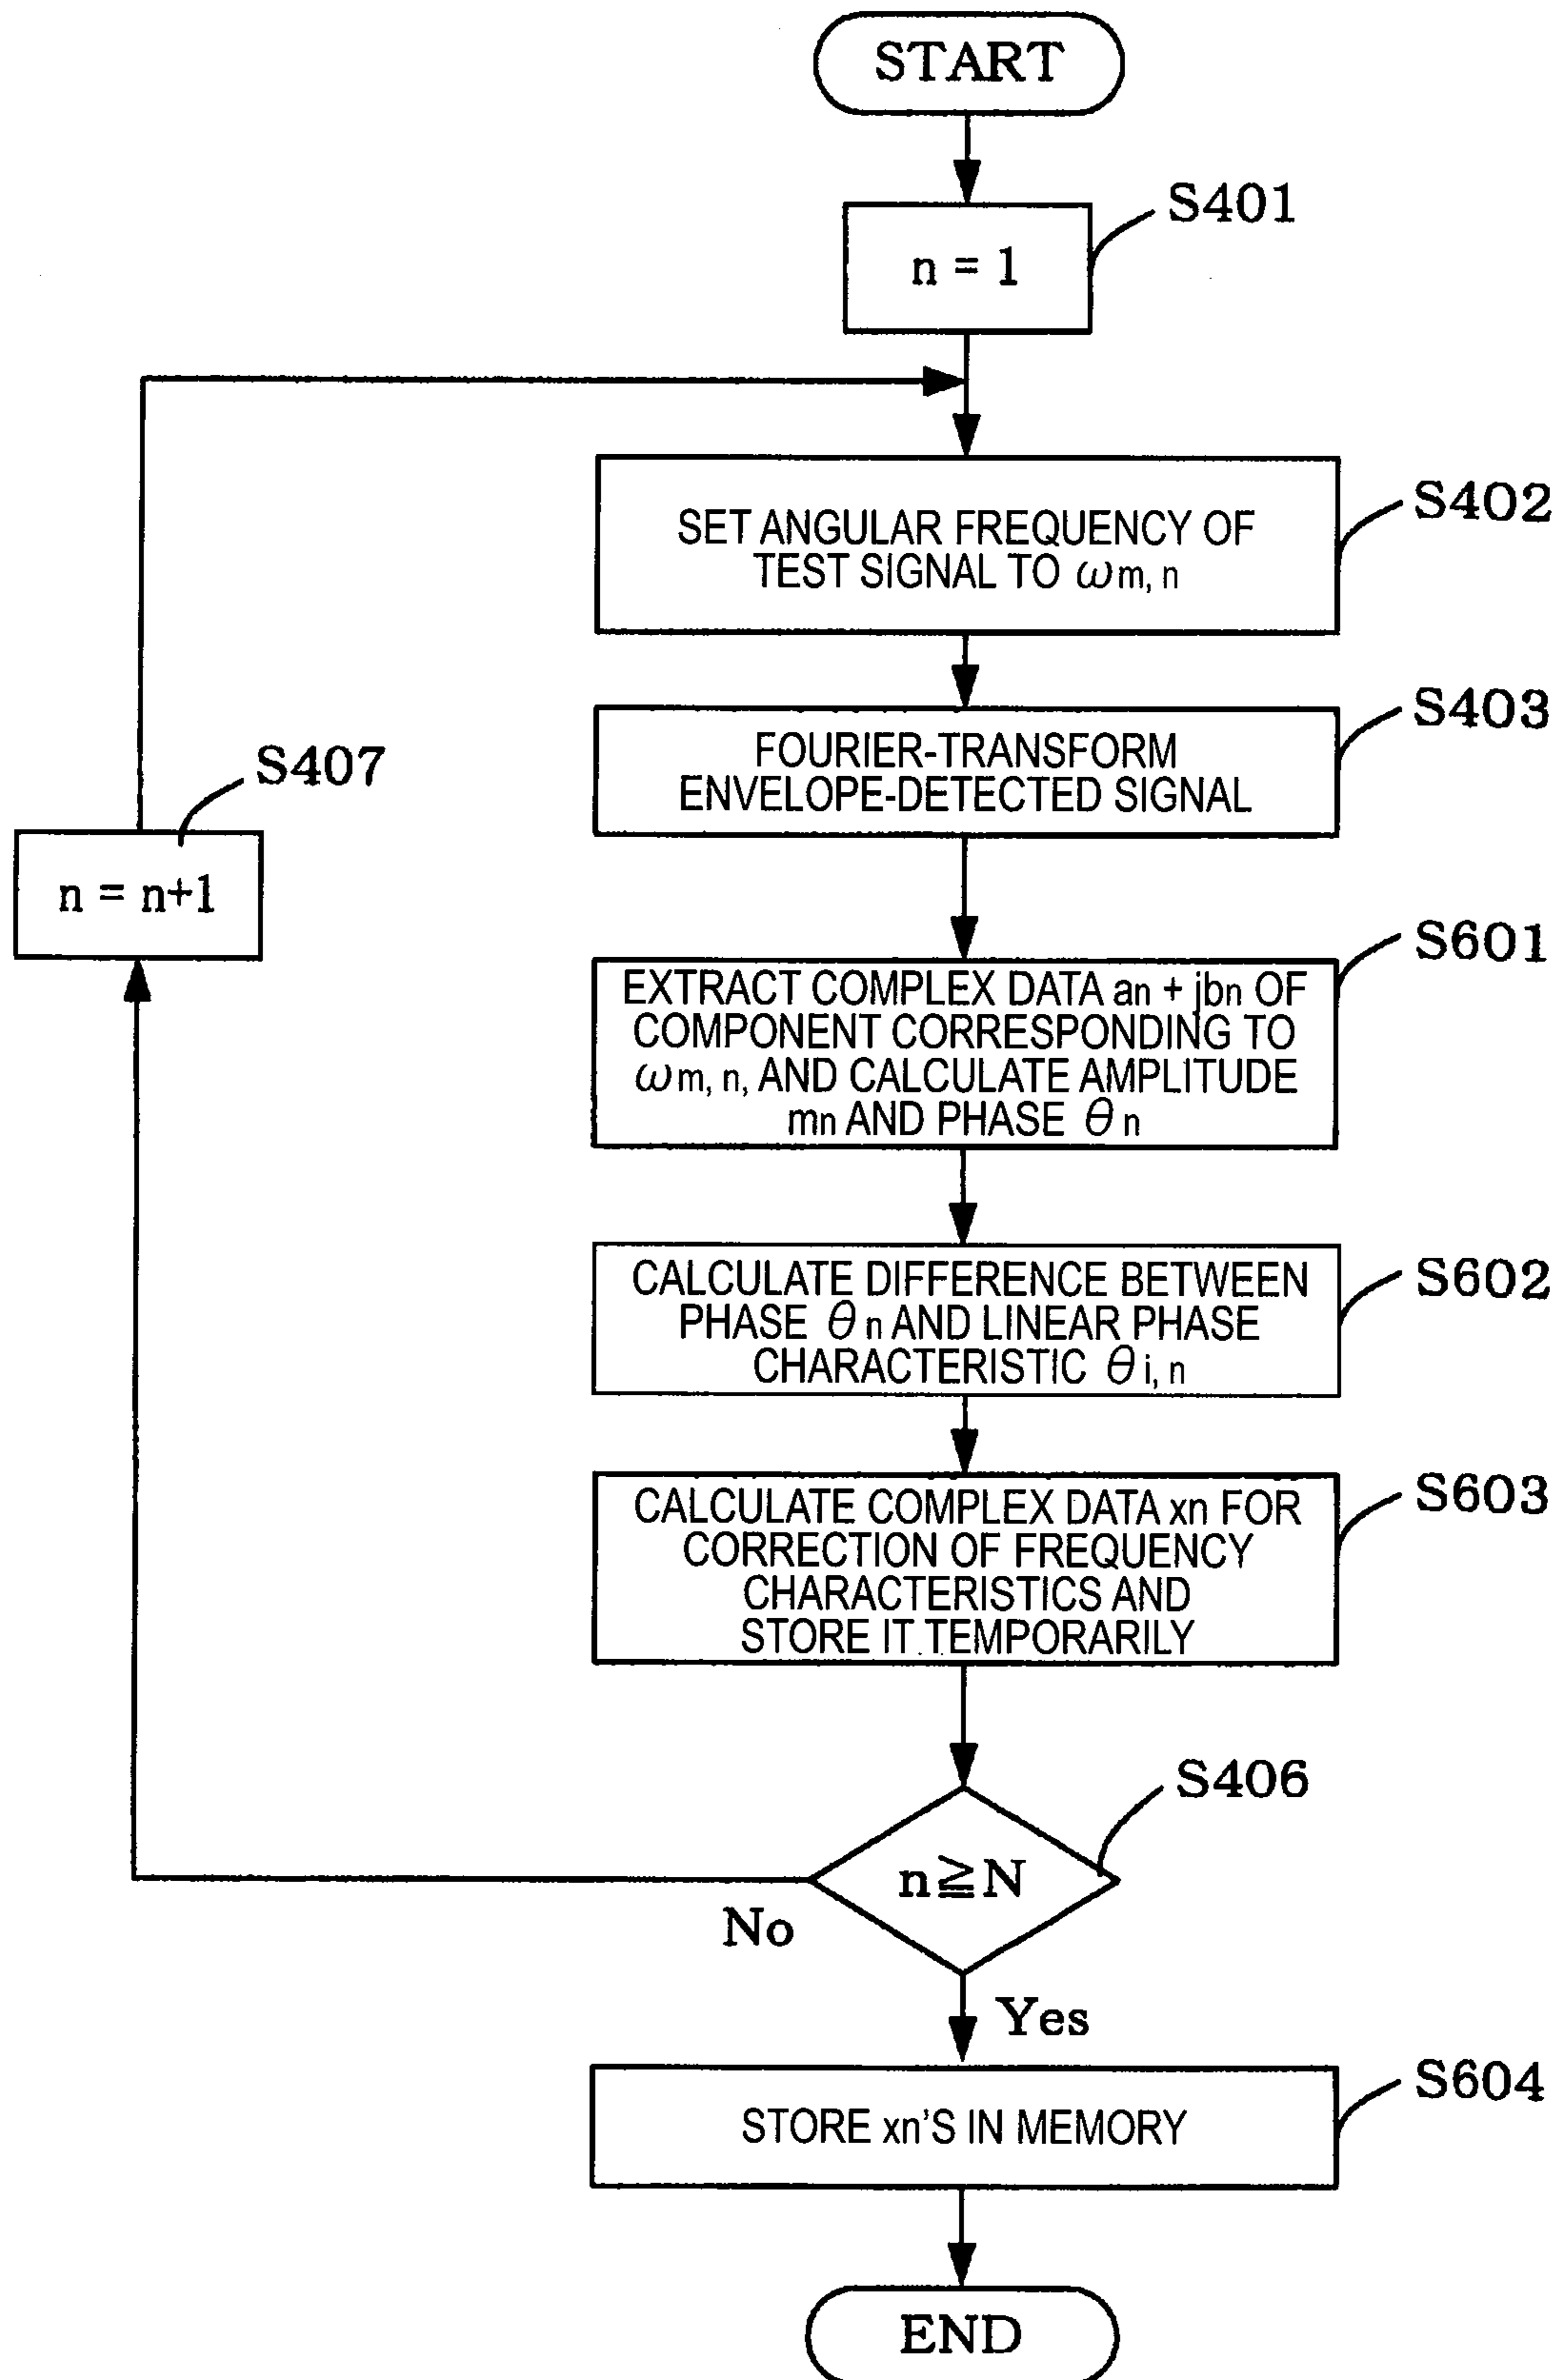 START
S401
n = 1
S402
SET ANGULAR FREQUENCY OF
TEST SIGNAL TO ωm, n
S403
FOURIER-TRANSFORM
ENVELOPE-DETECTED SIGNAL
S407
n = n+1
S601
EXTRACT COMPLEX DATA an + jbn OF
COMPONENT CORRESPONDING TO
ωm, n, AND CALCULATE AMPLITUDE
mn AND PHASE θn
S602
CALCULATE DIFFERENCE BETWEEN
PHASE θn AND LINEAR PHASE
CHARACTERISTIC θi, n
S603
CALCULATE COMPLEX DATA xn FOR
CORRECTION OF FREQUENCY
CHARACTERISTICS AND
STORE IT TEMPORARILY
S406
n≧N
No
Yes
S604
STORE xn'S IN MEMORY
END